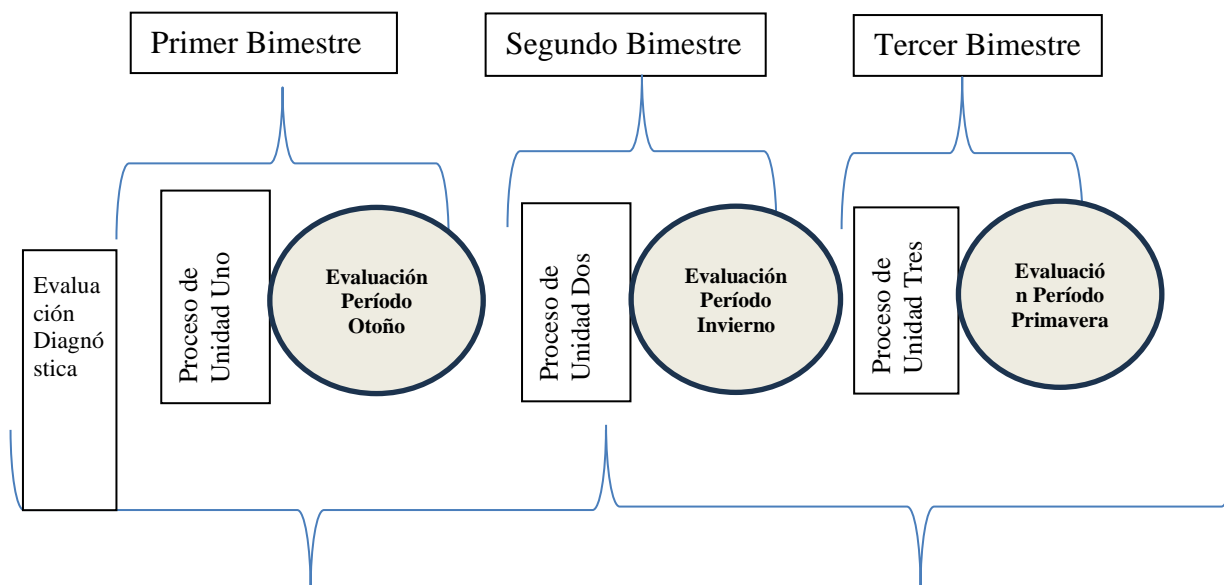 Primer Bimestre
Segundo Bimestre
Tercer Bimestre
Evalua
ción
Diagnó
stica
Proceso de
Unidad Uno
Evaluación
Período
Otoño
Proceso de
Unidad Dos
Evaluación
Período
Invierno
Proceso de
Unidad Tres
Evaluació
n Período
Primavera